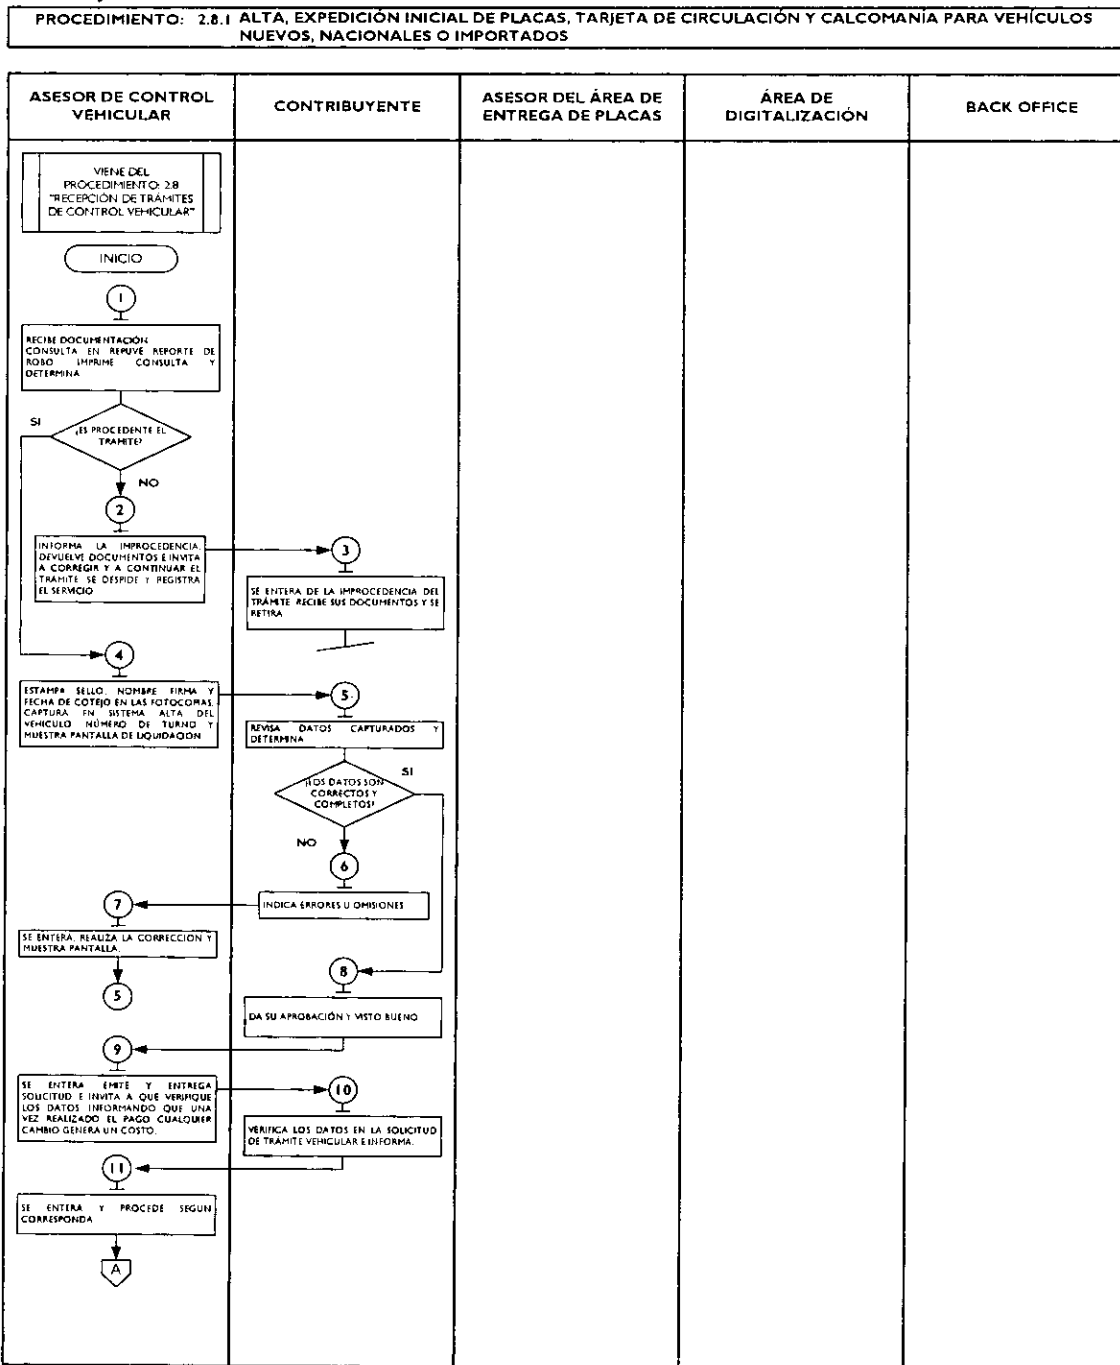 PROCEDIMIENTO: 2.8.1 ALTA, EXPEDICIÓN INICIAL DE PLACAS, TARJETA DE CIRCULACIÓN Y CALCOMANÍA PARA VEHÍCULOS
NUEVOS, NACIONALES O IMPORTADOS
ASESOR DE CONTROL
VEHICULAR
CONTRIBUYENTE
ASESOR DEL ÁREA DE
ENTREGA DE PLACAS
ÁREA DE
DIGITALIZACIÓN
BACK OFFICE
VIENE DEL
PROCEDIMIENTO: 2.8
"RECEPCIÓN DE TRÁMITES
DE CONTROL VEHICULAR"
INICIO
1
RECIBE DOCUMENTACIÓN
CONSULTA EN REPUVE REPORTE DE
ROBO IMPRIME CONSULTA Y
DETERMINA
SI
¿ES PROCEDENTE EL
TRAMITE?
NO
2
INFORMA LA IMPROCEDENCIA,
DEVUELVE DOCUMENTOS E INVITA
A CORREGIR Y A CONTINUAR EL
TRAMITE SE DESPIDE Y REGISTRA
EL SERVICIO
3
SE ENTERA DE LA IMPROCEDENCIA DEL
TRÁMITE RECIBE SUS DOCUMENTOS Y SE
RETIRA
4
ESTAMPA SELLO, NOMBRE FIRMA Y
FECHA DE COTEJO EN LAS FOTOCOPIAS,
CAPTURA EN SISTEMA ALTA DEL
VEHICULO NÚMERO DE TURNO Y
MUESTRA PANTALLA DE LIQUIDACION
5
REVISA DATOS CAPTURADOS Y
DETERMINA
¿LOS DATOS SON
CORRECTOS Y
COMPLETOS?
SI
NO
6
INDICA ERRORES U OMISIONES
7
SE ENTERA, REALIZA LA CORRECCION Y
MUESTRA PANTALLA.
5
8
DA SU APROBACIÓN Y VISTO BUENO
9
SE ENTERA EMITE Y ENTREGA
SOLICITUD E INVITA A QUE VERIFIQUE
LOS DATOS INFORMANDO QUE UNA
VEZ REALIZADO EL PAGO CUALQUIER
CAMBIO GENERA UN COSTO.
10
VERIFICA LOS DATOS EN LA SOLICITUD
DE TRÁMITE VEHICULAR E INFORMA.
11
SE ENTERA Y PROCEDE SEGUN
CORRESPONDA
A